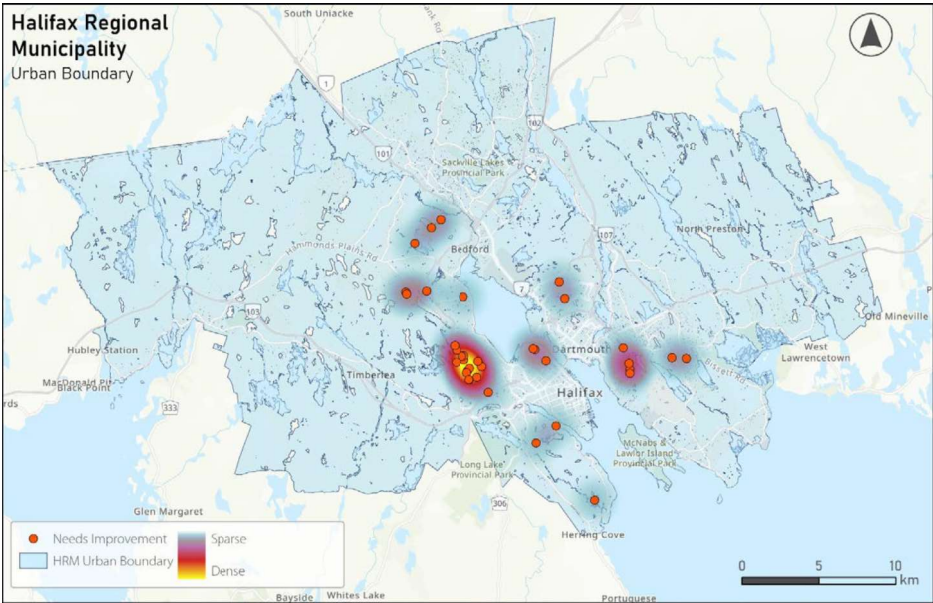 Halifax Regional
Municipality
Urban Boundary
South Uniacke
1
102
101
Sackville Lakes
Provincial Park
107
North Preston
Hammonds Plains Rd
Bedford
7
103
Old Mineville
Hubley Station
Dartmouth
West
Lawrencetown
Timberlea
Black Point
Halifax
333
McNabs &
Lawlor Island
Provincial Park
Long Lake
Provincial Park
306
Glen Margaret
Herring Cove
Needs Improvement
HRM Urban Boundary
Sparse
Dense
0 5 10
km
Bayside
Whites Lake
Portuguese